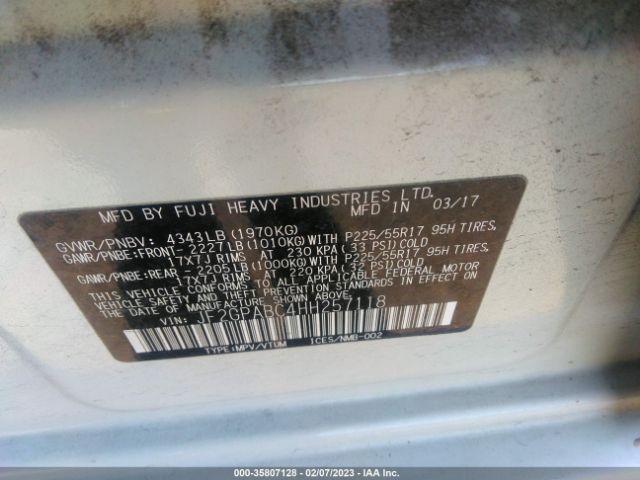 MFD BY FUJI HEAVY INDUSTRIES LTD.
MFD IN 03/17
GVWR/PNBV: 4343LB (1970KG)
GAWR/PNBE:FRONT- 2227LB(1010KG)WITH P225/55R17 95H TIRES,
17X7J RIMS AT 230 KPA(33 PSI)COLD
GAWR/PNBE:REAR - 2205LB(1000KG)WITH P225/55R17 95H TIRES,
17X7J RIMS AT 220 KPA(32 PSI)COLD
THIS VEHICLE CONFORMS TO ALL APPLICABLE FEDERAL MOTOR
VEHICLE SAFETY AND THEFT PREVENTION STANDARDS IN EFFECT ON
THE DATE OF MANUFACTURE SHOWN ABOVE.
VIN: JF2GPABC4HH257118
TYPE:MPV/VTUM ICES/NMB-002
000-35807128 - 02/07/2023 - IAA Inc.